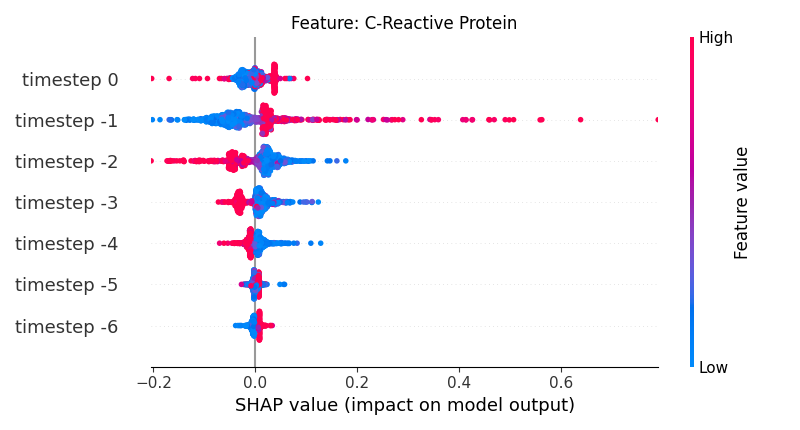 Feature: C-Reactive Protein
High
timestep 0
timestep -1
timestep -2
timestep -3
timestep -4
timestep -5
timestep -6
Feature value
Low
−0.2 0.0 0.2 0.4 0.6
SHAP value (impact on model output)